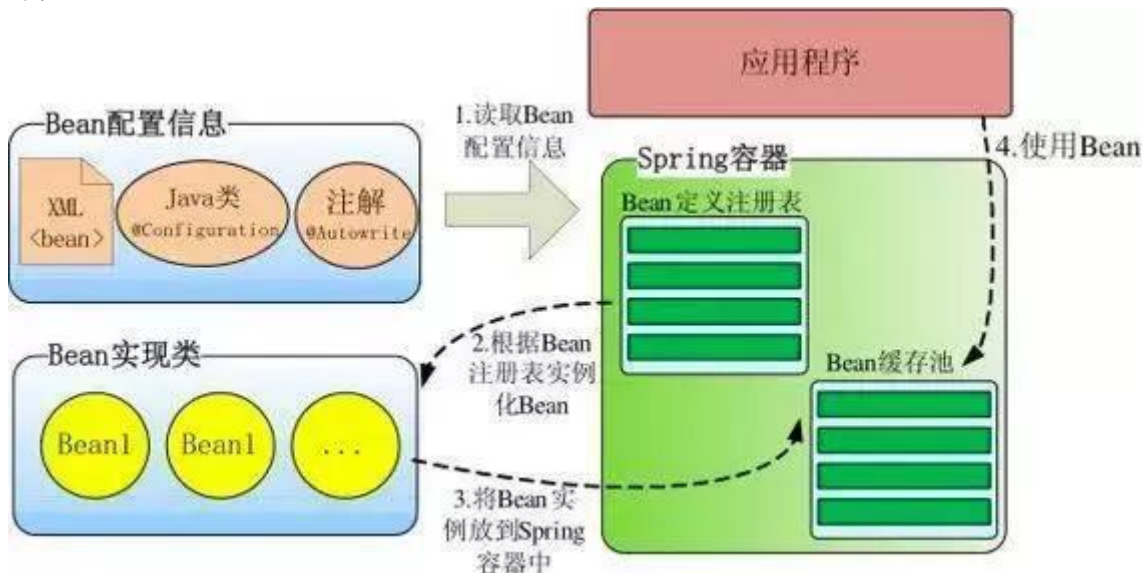 应用程序
Bean配置信息
XML
<bean>
Java类
@Configuration
注解
@Autowrite
1.读取Bean
配置信息
Spring容器
4.使用Bean
Bean定义注册表
Bean实现类
Bean1
Bean1
...
2.根据Bean
注册表实例
化Bean
Bean缓存池
3.将Bean实
例放到Spring
容器中